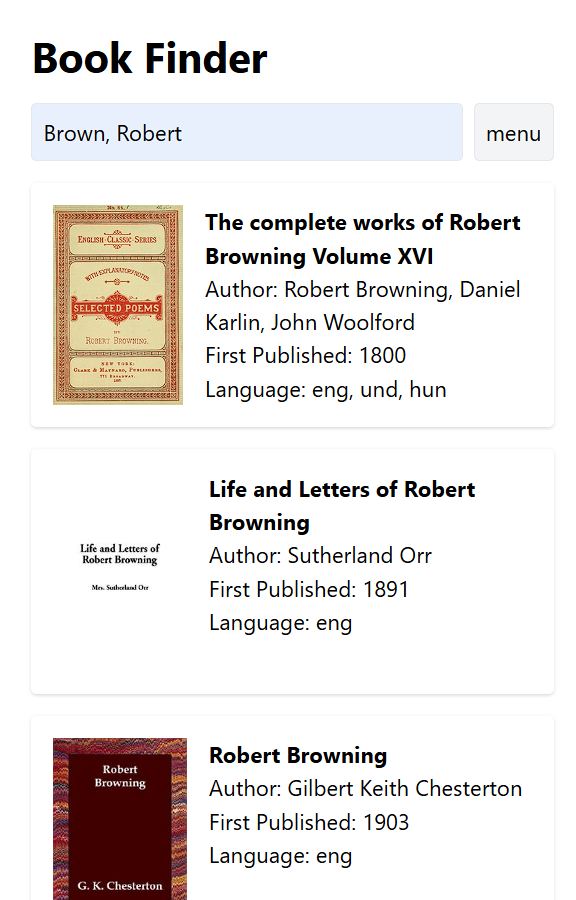 Book Finder
Brown, Robert
menu
ENGLISH·CLASSIC·SERIES
WITH EXPLANATORY NOTES
SELECTED POEMS
BY
ROBERT BROWNING.
NEW YORK:
CLARK & MAYNARD, PUBLISHERS,
771 BROADWAY.
The complete works of Robert
Browning Volume XVI
Author: Robert Browning, Daniel
Karlin, John Woolford
First Published: 1800
Language: eng, und, hun
Life and Letters of
Robert Browning
Mrs. Sutherland Orr
Life and Letters of Robert
Browning
Author: Sutherland Orr
First Published: 1891
Language: eng
Robert
Browning
G. K. Chesterton
Robert Browning
Author: Gilbert Keith Chesterton
First Published: 1903
Language: eng